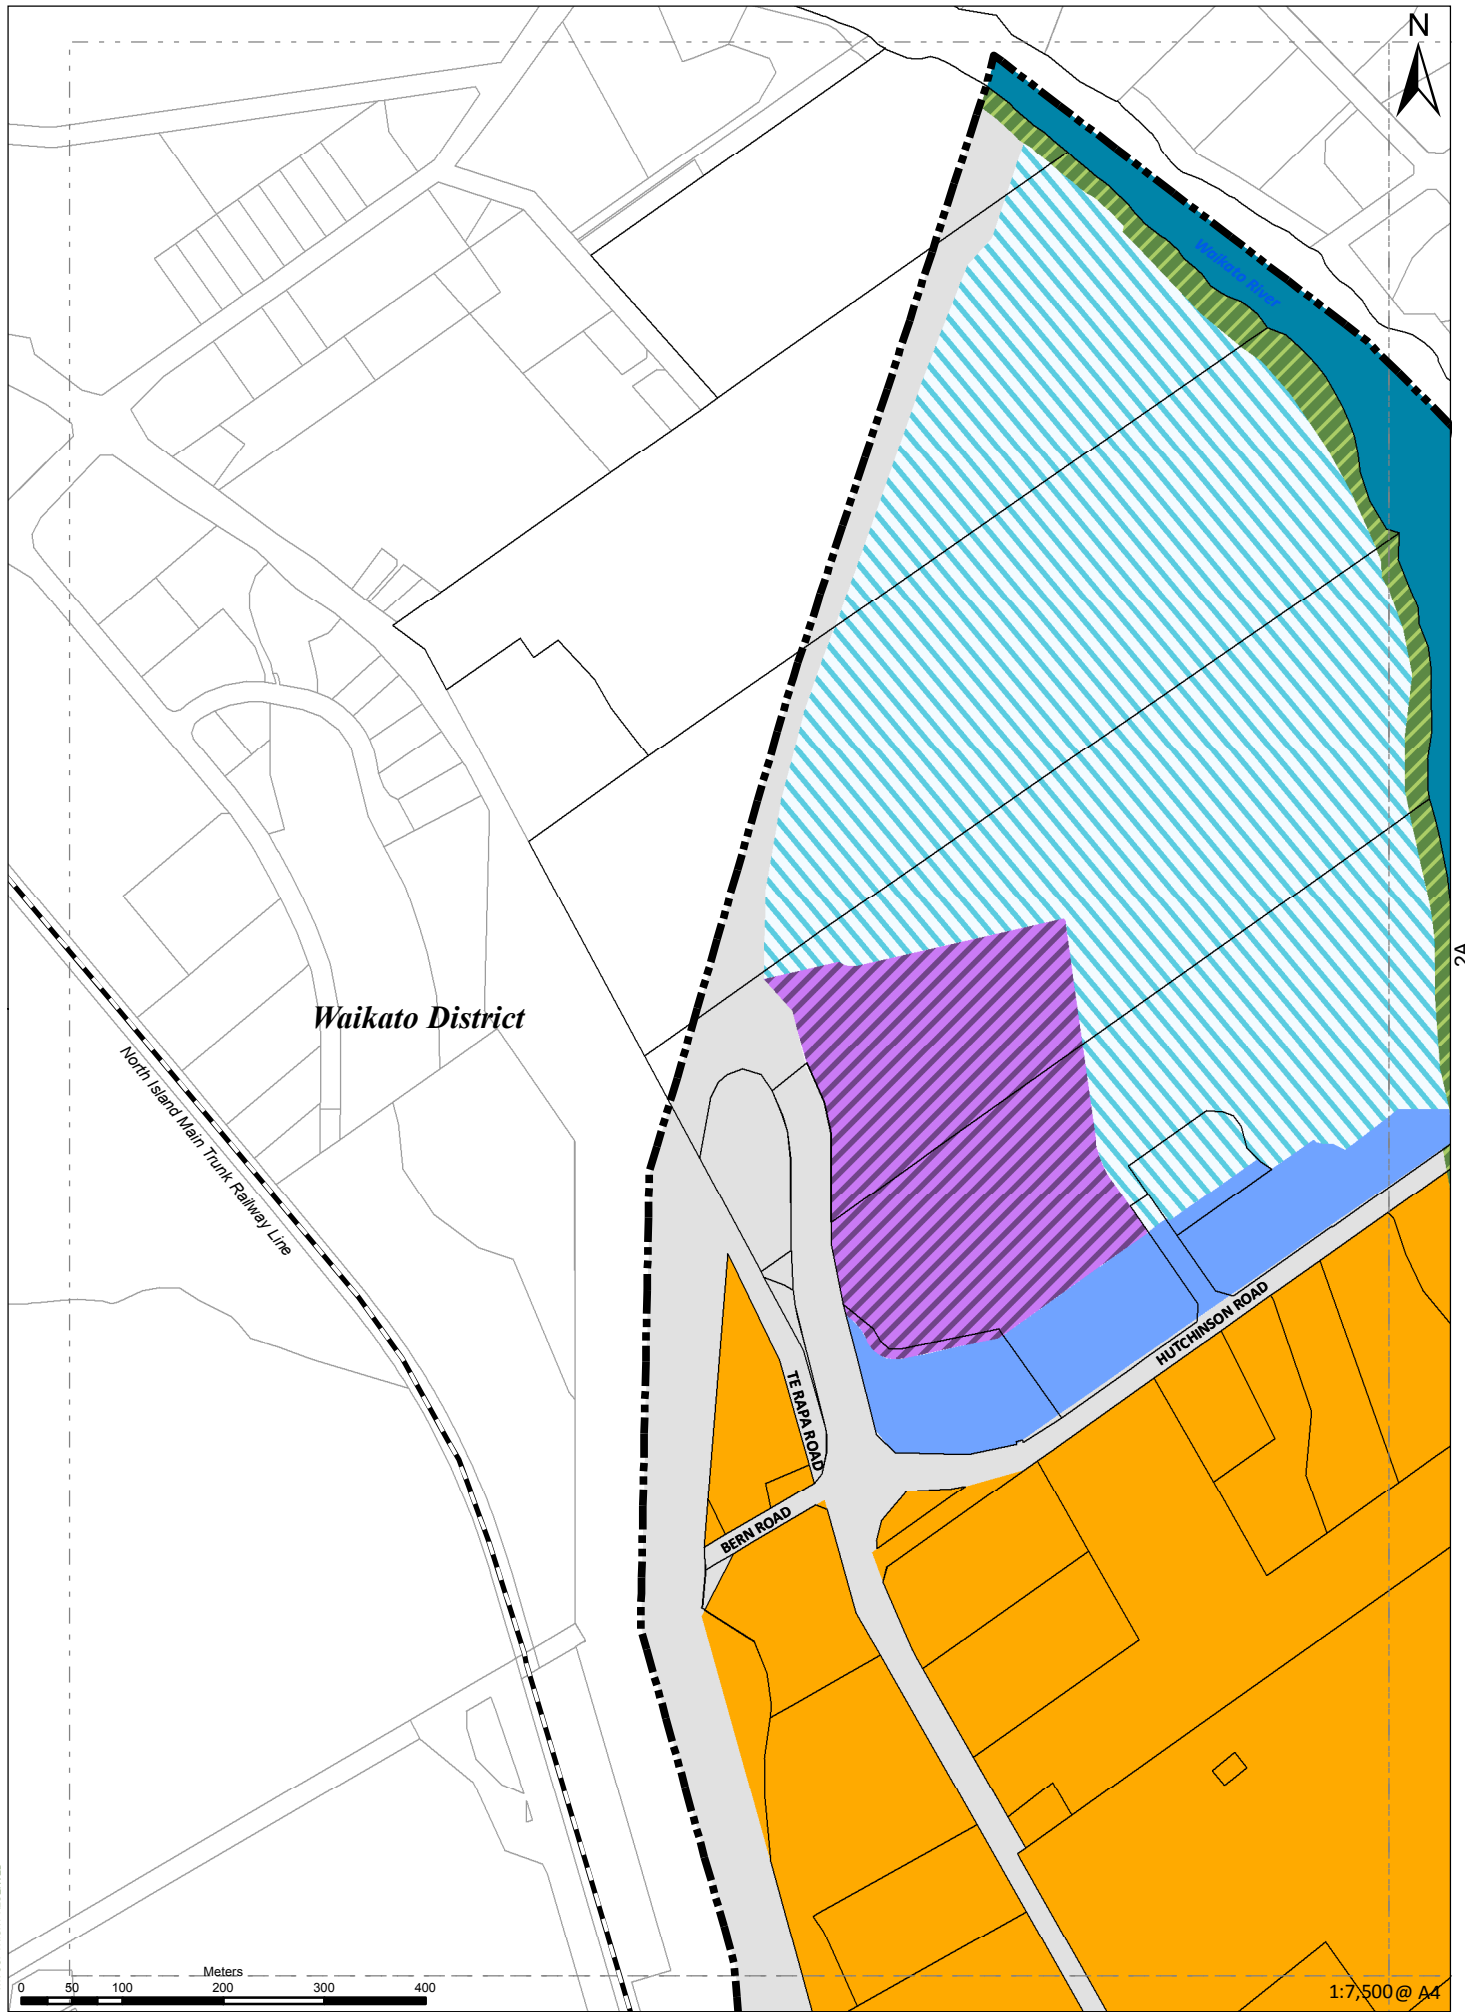 N
Waikato River
2A
Waikato District
North Island Main Trunk Railway Line
HUTCHINSON ROAD
TE RAPA ROAD
BERN ROAD
Meters
0 50 100 200 300 400
1:7,500@ A4